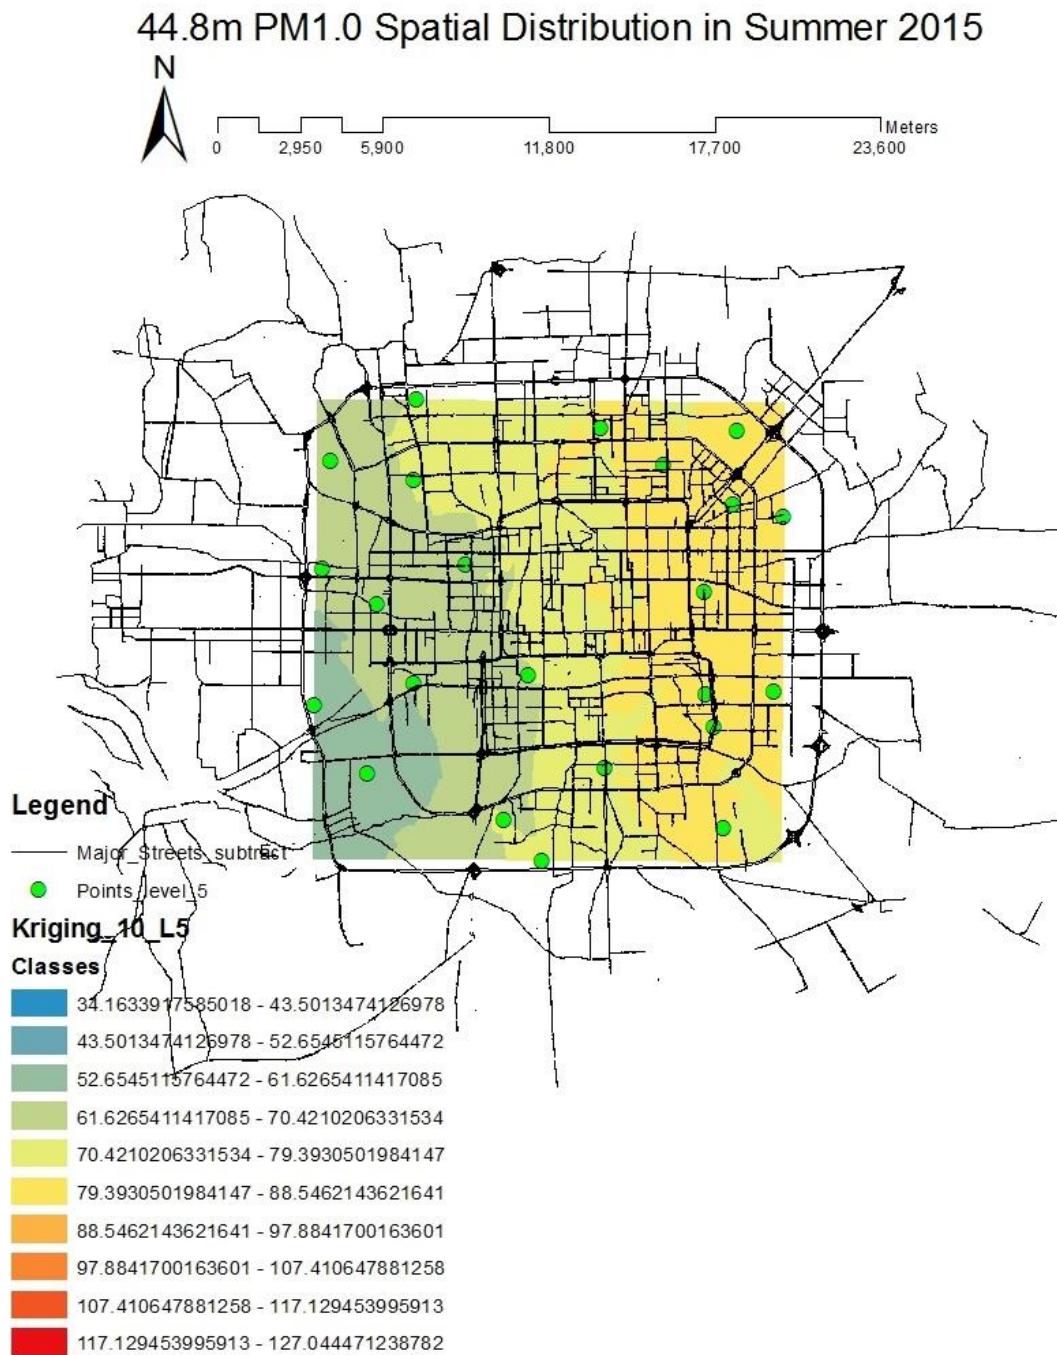 44.8m PM1.0 Spatial Distribution in Summer 2015
N
Meters
0 2,950 5,900 11,800 17,700 23,600
Legend
Major_Streets_subtract
Points_level_5
Kriging_10_L5
Classes
34.1633917585018 - 43.5013474126978
43.5013474126978 - 52.6545115764472
52.6545115764472 - 61.6265411417085
61.6265411417085 - 70.4210206331534
70.4210206331534 - 79.3930501984147
79.3930501984147 - 88.5462143621641
88.5462143621641 - 97.8841700163601
97.8841700163601 - 107.410647881258
107.410647881258 - 117.129453995913
117.129453995913 - 127.044471238782